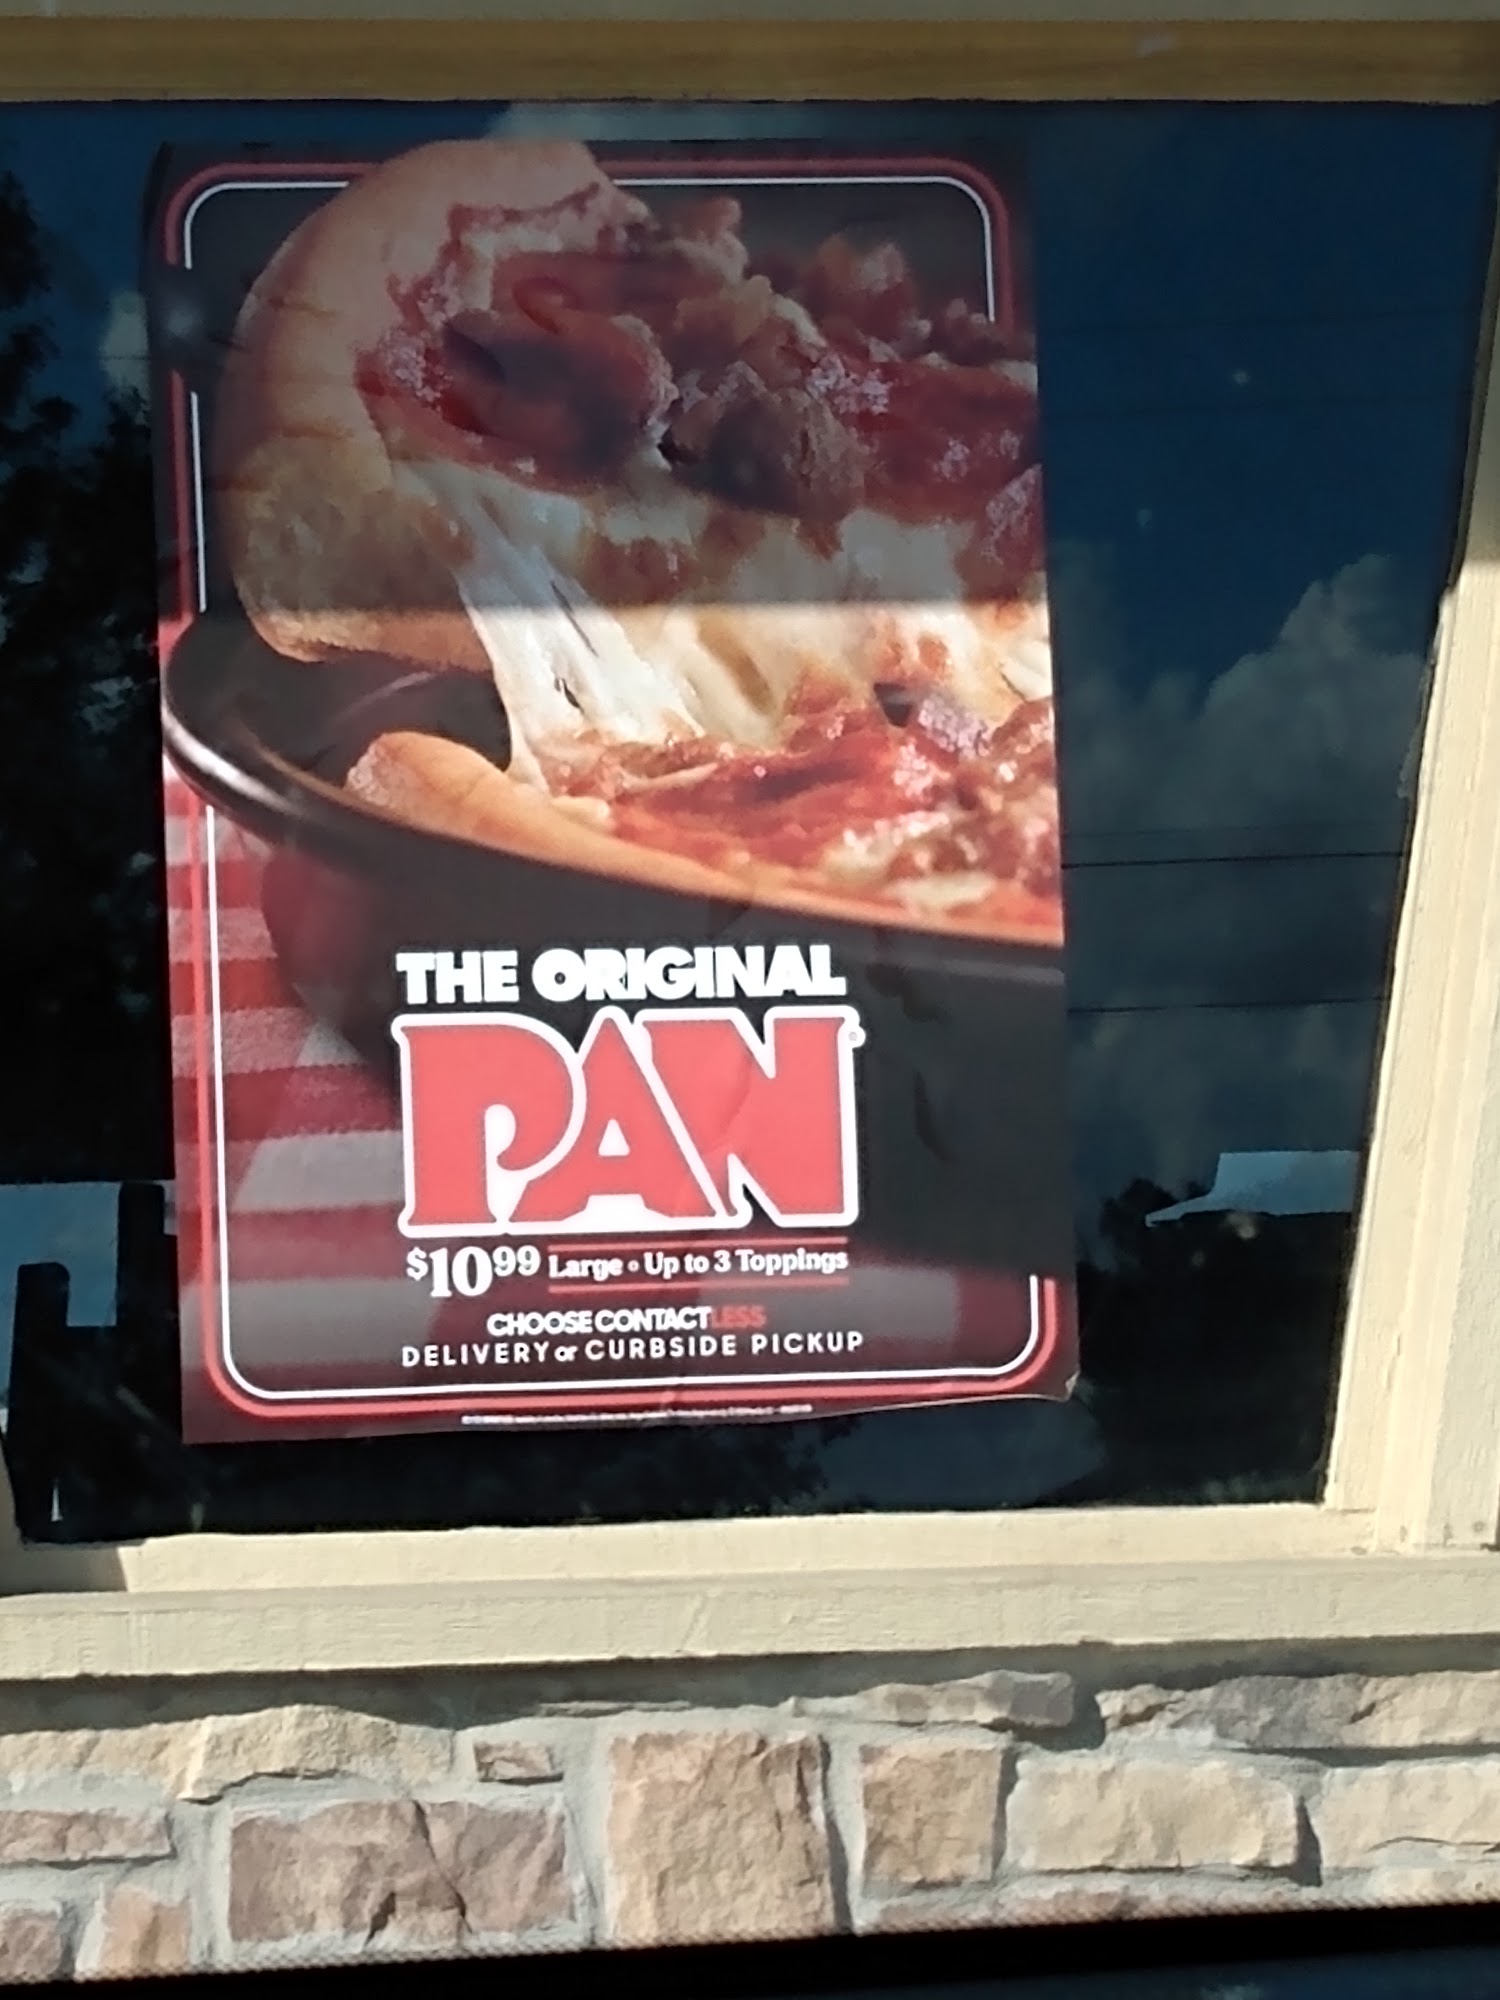 THE ORIGINAL
PAN®
$10.99 Large • Up to 3 Toppings
CHOOSE CONTACTLESS
DELIVERY or CURBSIDE PICKUP